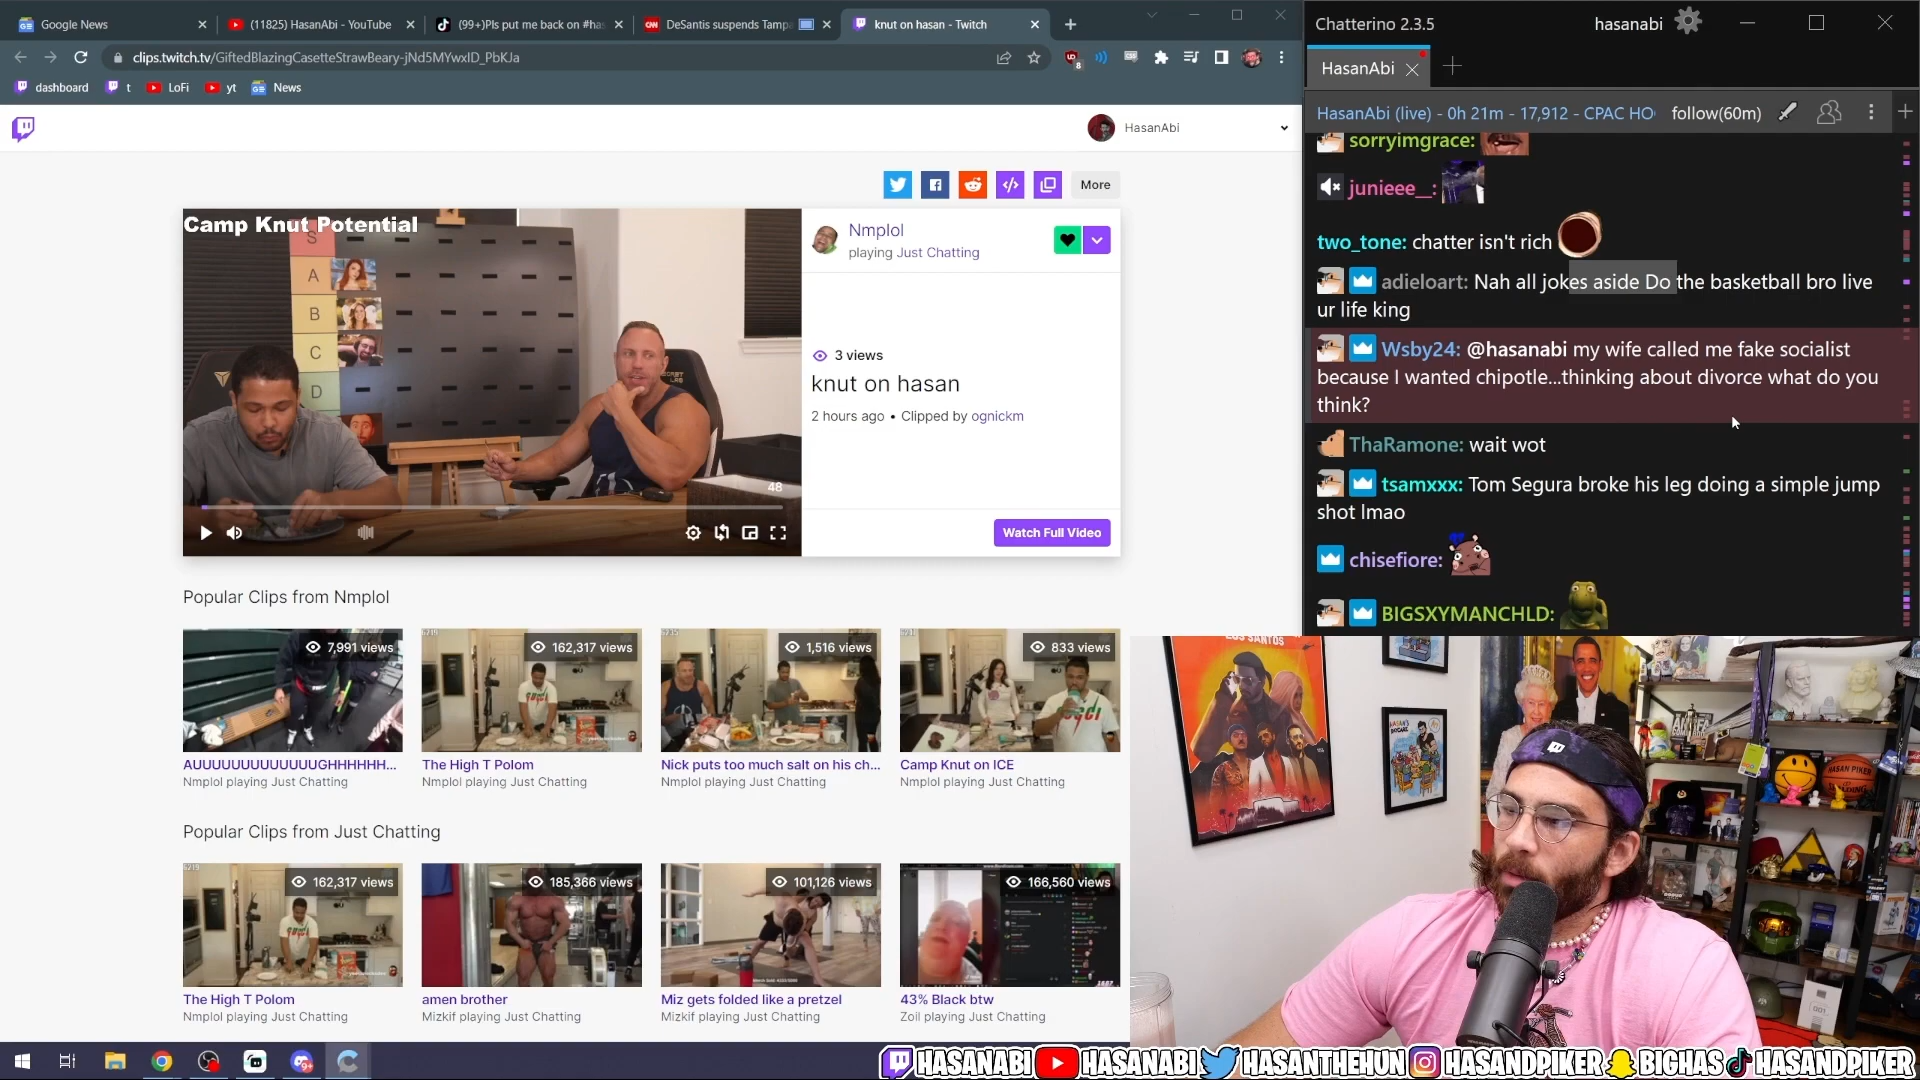 Google News
(11825) HasanAbi - YouTube
(99+)Pls put me back on #ha
DeSantis suspends Tampa
knut on hasan - Twitch
clips.twitch.tv/GiftedBlazingCasetteStrawBeary-jNd5MYwxlD_PbKJa
8
dashboard
t
LoFi
yt
News
HasanAbi
More
Camp Knut Potential
S
A
B
C
D
48
Nmplol
playing Just Chatting
3 views
knut on hasan
2 hours ago • Clipped by ognickm
Watch Full Video
Popular Clips from Nmplol
7,991 views
162,317 views
1,516 views
833 views
AUUUUUUUUUUUUUGHHHHHH...
The High T Polom
Nick puts too much salt on his ch...
Camp Knut on ICE
Nmplol playing Just Chatting
Nmplol playing Just Chatting
Nmplol playing Just Chatting
Nmplol playing Just Chatting
Popular Clips from Just Chatting
162,317 views
185,366 views
101,126 views
166,560 views
The High T Polom
amen brother
Miz gets folded like a pretzel
43% Black btw
Nmplol playing Just Chatting
Mizkif playing Just Chatting
Mizkif playing Just Chatting
Zoil playing Just Chatting
Chatterino 2.3.5
hasanabi
HasanAbi
HasanAbi (live) - 0h 21m - 17,912 - CPAC HO
follow(60m)
sorryimgrace:
junieee__:
two_tone: chatter isn't rich
adieloart: Nah all jokes aside Do the basketball bro live
ur life king
Wsby24: @hasanabi my wife called me fake socialist
because I wanted chipotle...thinking about divorce what do you
think?
ThaRamone: wait wot
tsamxxx: Tom Segura broke his leg doing a simple jump
shot lmao
chisefiore:
BIGSXYMANCHLD:
LOS SANTOS
HASAN PIKER
HASANABI
HASANABI
HASANTHEHUN
HASANDPIKER
BIGHAS
HASANDPIKER